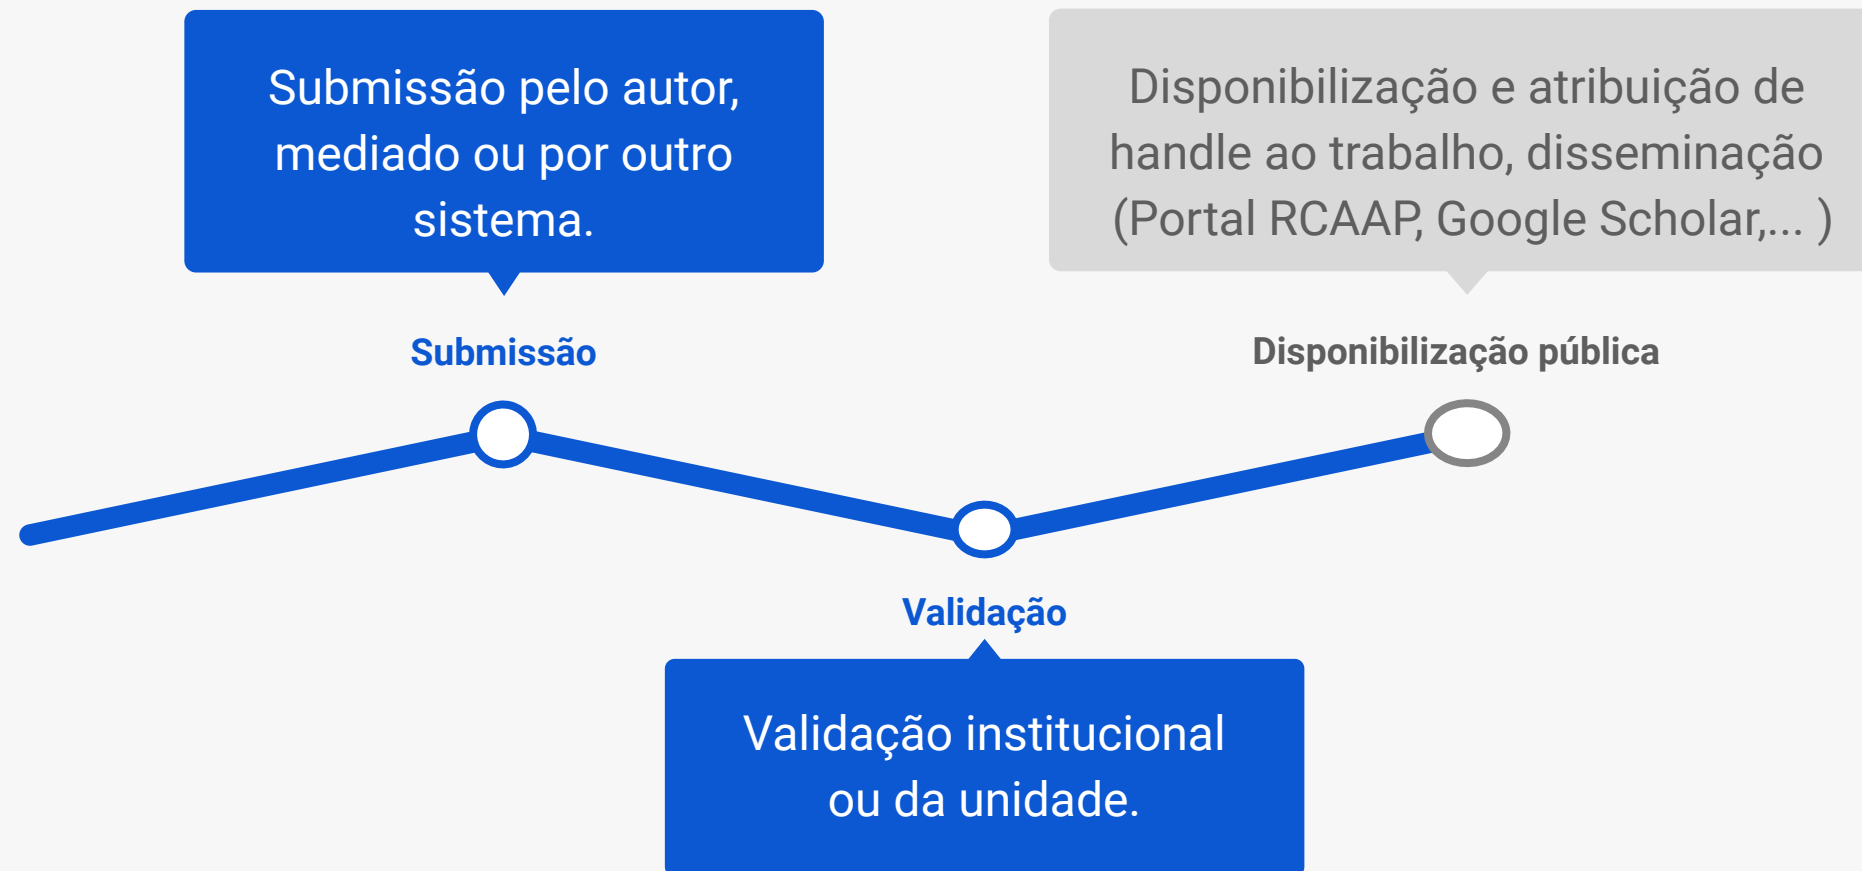 Submissão pelo autor,
mediado ou por outro
sistema.
Submissão
Disponibilização e atribuição de
handle ao trabalho, disseminação
(Portal RCAAP, Google Scholar,... )
Disponibilização pública
Validação
Validação institucional
ou da unidade.